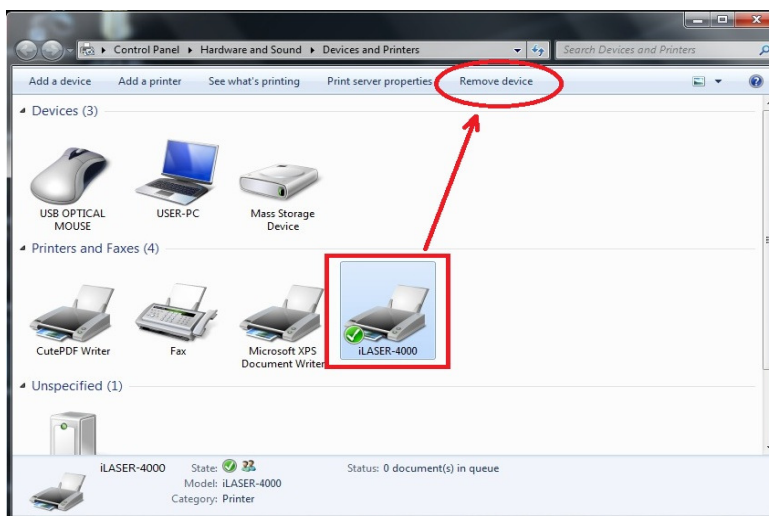 Control Panel ▸ Hardware and Sound ▸ Devices and Printers
Search Devices and Printers
Add a device
Add a printer
See what's printing
Print server properties
Remove device
Devices (3)
USB OPTICAL
MOUSE
USER-PC
Mass Storage
Device
Printers and Faxes (4)
CutePDF Writer
Fax
Microsoft XPS
Document Writer
iLASER-4000
Unspecified (1)
iLASER-4000
State:
Status: 0 document(s) in queue
Model: iLASER-4000
Category: Printer